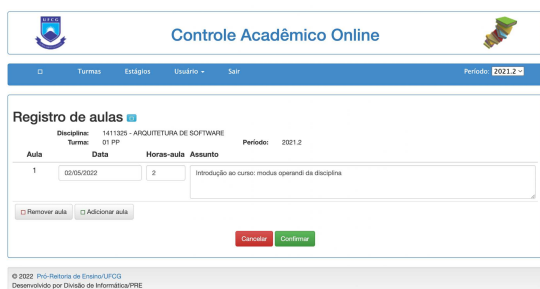 UFCG
Controle Acadêmico Online
Turmas Estágios Usuário Sair Período: 2021.2
Registro de aulas
Disciplina: 1411325 - ARQUITETURA DE SOFTWARE
Turma: 01 PP Período: 2021.2
Aula Data Horas-aula Assunto
1 02/05/2022 2 Introdução ao curso: modus operandi da disciplina
Remover aula Adicionar aula
Cancelar Confirmar
© 2022 Pró-Reitoria de Ensino/UFCG
Desenvolvido por Divisão de Informática/PRE